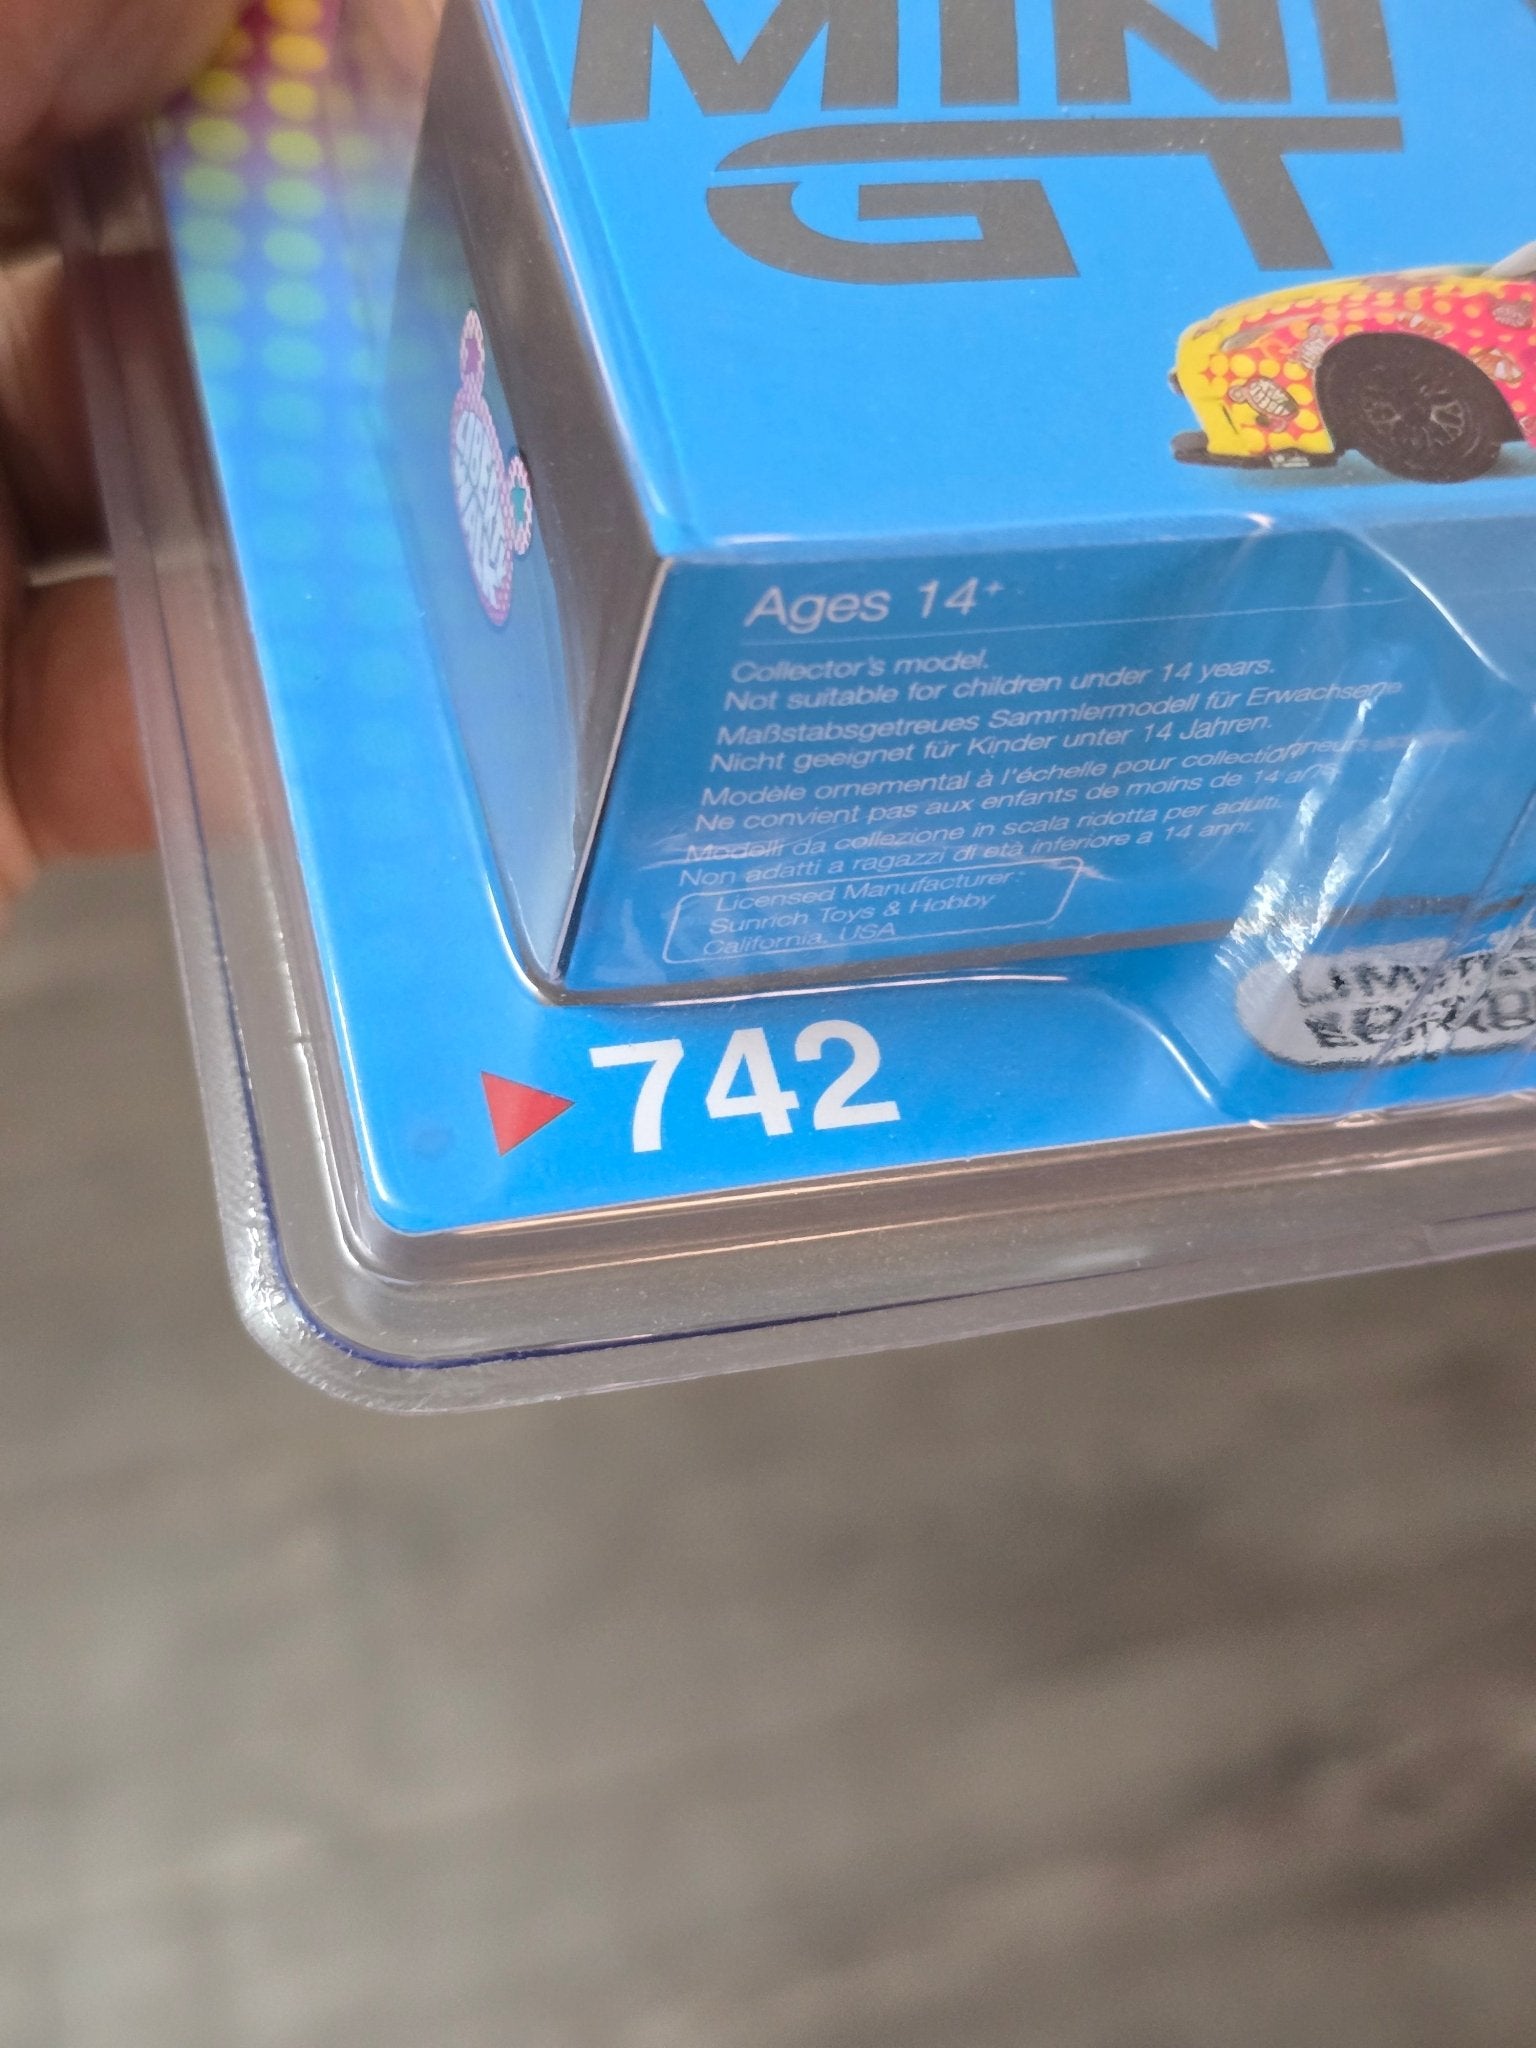 MINI
GT
Ages 14+
Collector's model.
Not suitable for children under 14 years.
Maßstabsgetreues Sammlermodell für Erwachsene
Nicht geeignet für Kinder unter 14 Jahren.
Modèle ornemental à l'échelle pour collectionneurs
Ne convient pas aux enfants de moins de 14 ans.
Modelli da collezione in scala ridotta per adulti.
Non adatti a ragazzi di età inferiore a 14 anni.
Licensed Manufacturer:
Sunrich Toys & Hobby
California, USA
LIMITED
EDITION
742